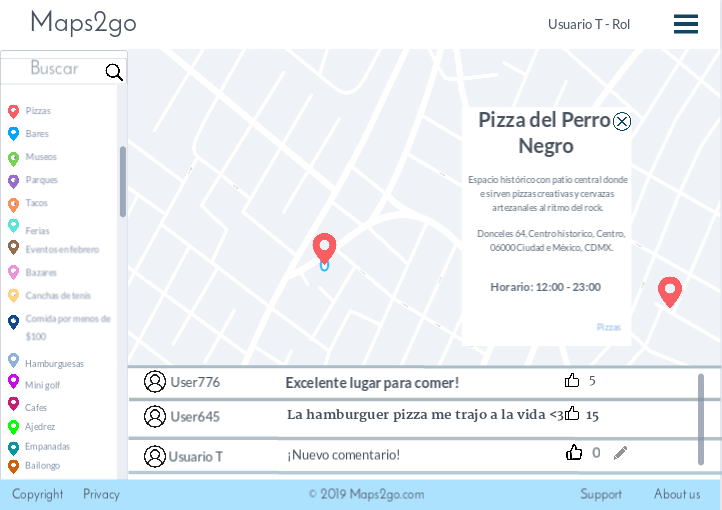 Maps2go
Usuario T - Rol
Buscar
Pizzas
Bares
Museos
Parques
Tacos
Ferias
Eventos en febrero
Bazares
Canchas de tenis
Comida por menos de
$100
Hamburguesas
Mini golf
Cafes
Ajedrez
Empanadas
Bailongo
Pizza del Perro
Negro
Espacio histórico con patio central donde
e sirven pizzas creativas y cervazas
artezanales al ritmo del rock.
Donceles 64, Centro historico, Centro,
06000 Ciudad e México, CDMX.
Horario: 12:00 - 23:00
Pizzas
User776 Excelente lugar para comer! 5
User645 La hamburguer pizza me trajo a la vida <3 15
Usuario T ¡Nuevo comentario! 0
Copyright Privacy © 2019 Maps2go.com Support About us